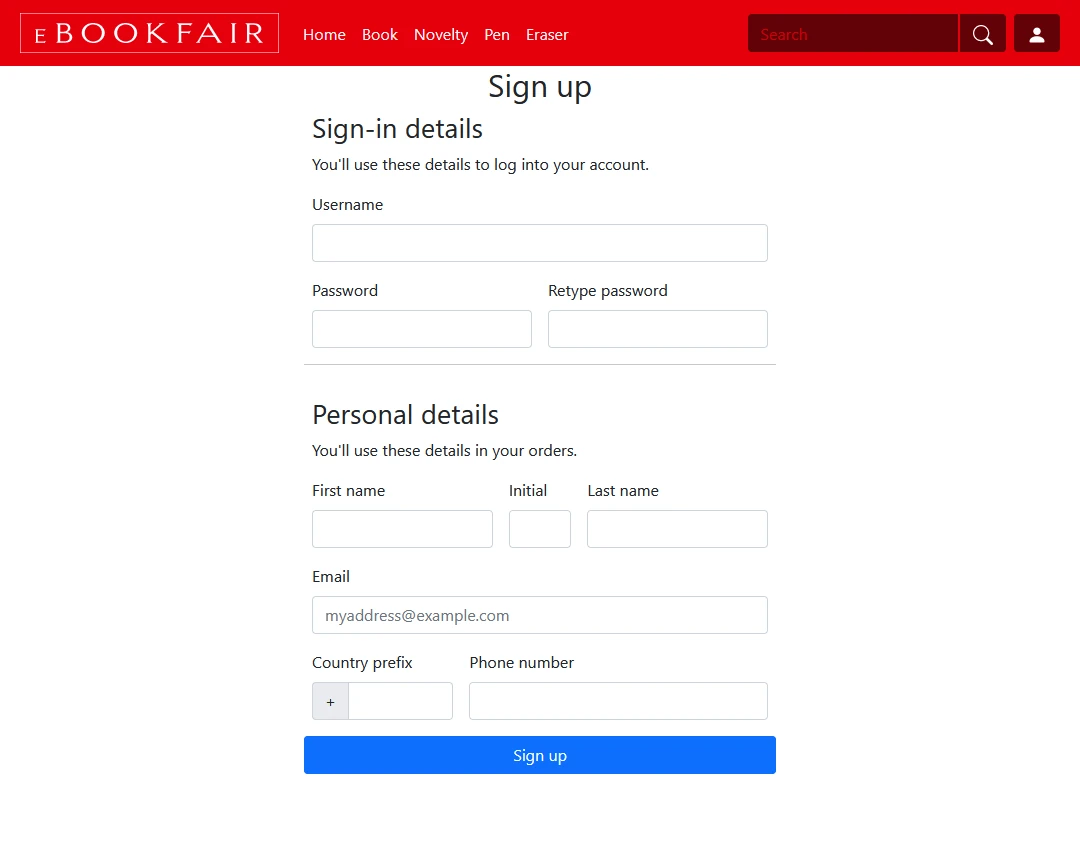 eBOOKFAIR Home Book Novelty Pen Eraser Search
Sign up
Sign-in details
You'll use these details to log into your account.
Username
Password Retype password
Personal details
You'll use these details in your orders.
First name Initial Last name
Email
myaddress@example.com
Country prefix Phone number
+
Sign up